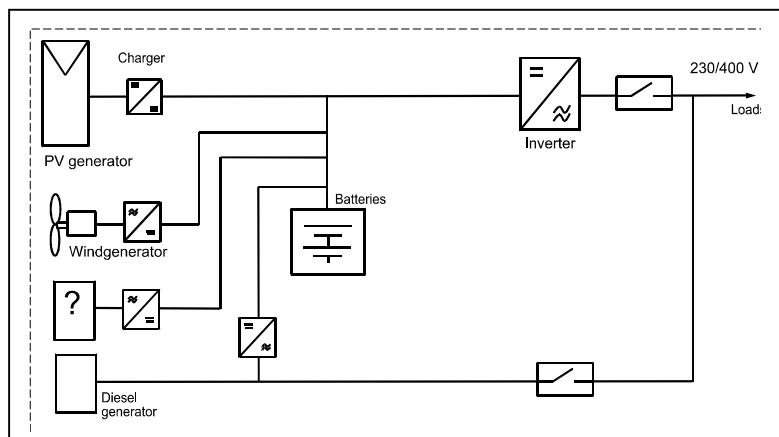 Charger
230/400 V
Loads
Inverter
PV generator
Batteries
Windgenerator
?
Diesel
generator